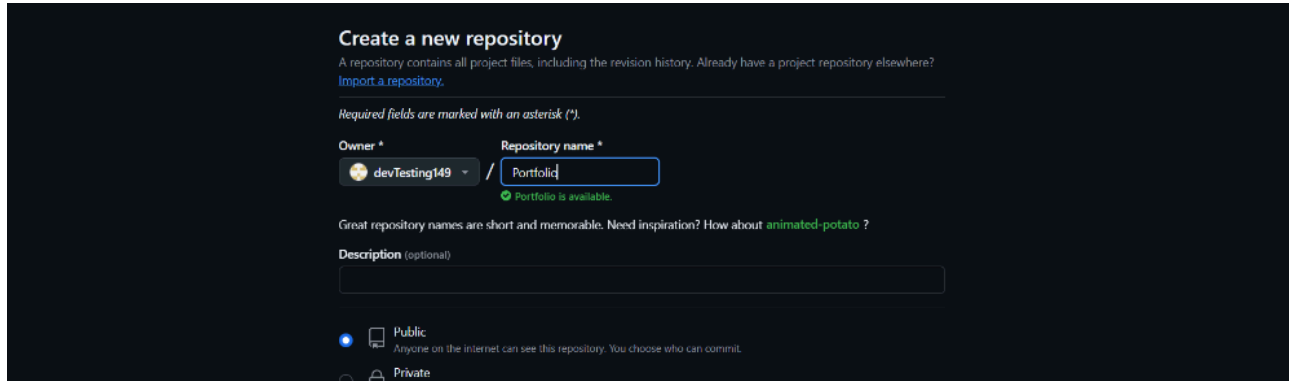 Create a new repository
A repository contains all project files, including the revision history. Already have a project repository elsewhere?
Import a repository.
Required fields are marked with an asterisk (*).
Owner *
Repository name *
devTesting149
/
Portfolio
Portfolio is available.
Great repository names are short and memorable. Need inspiration? How about animated-potato ?
Description (optional)
Public
Anyone on the internet can see this repository. You choose who can commit.
Private